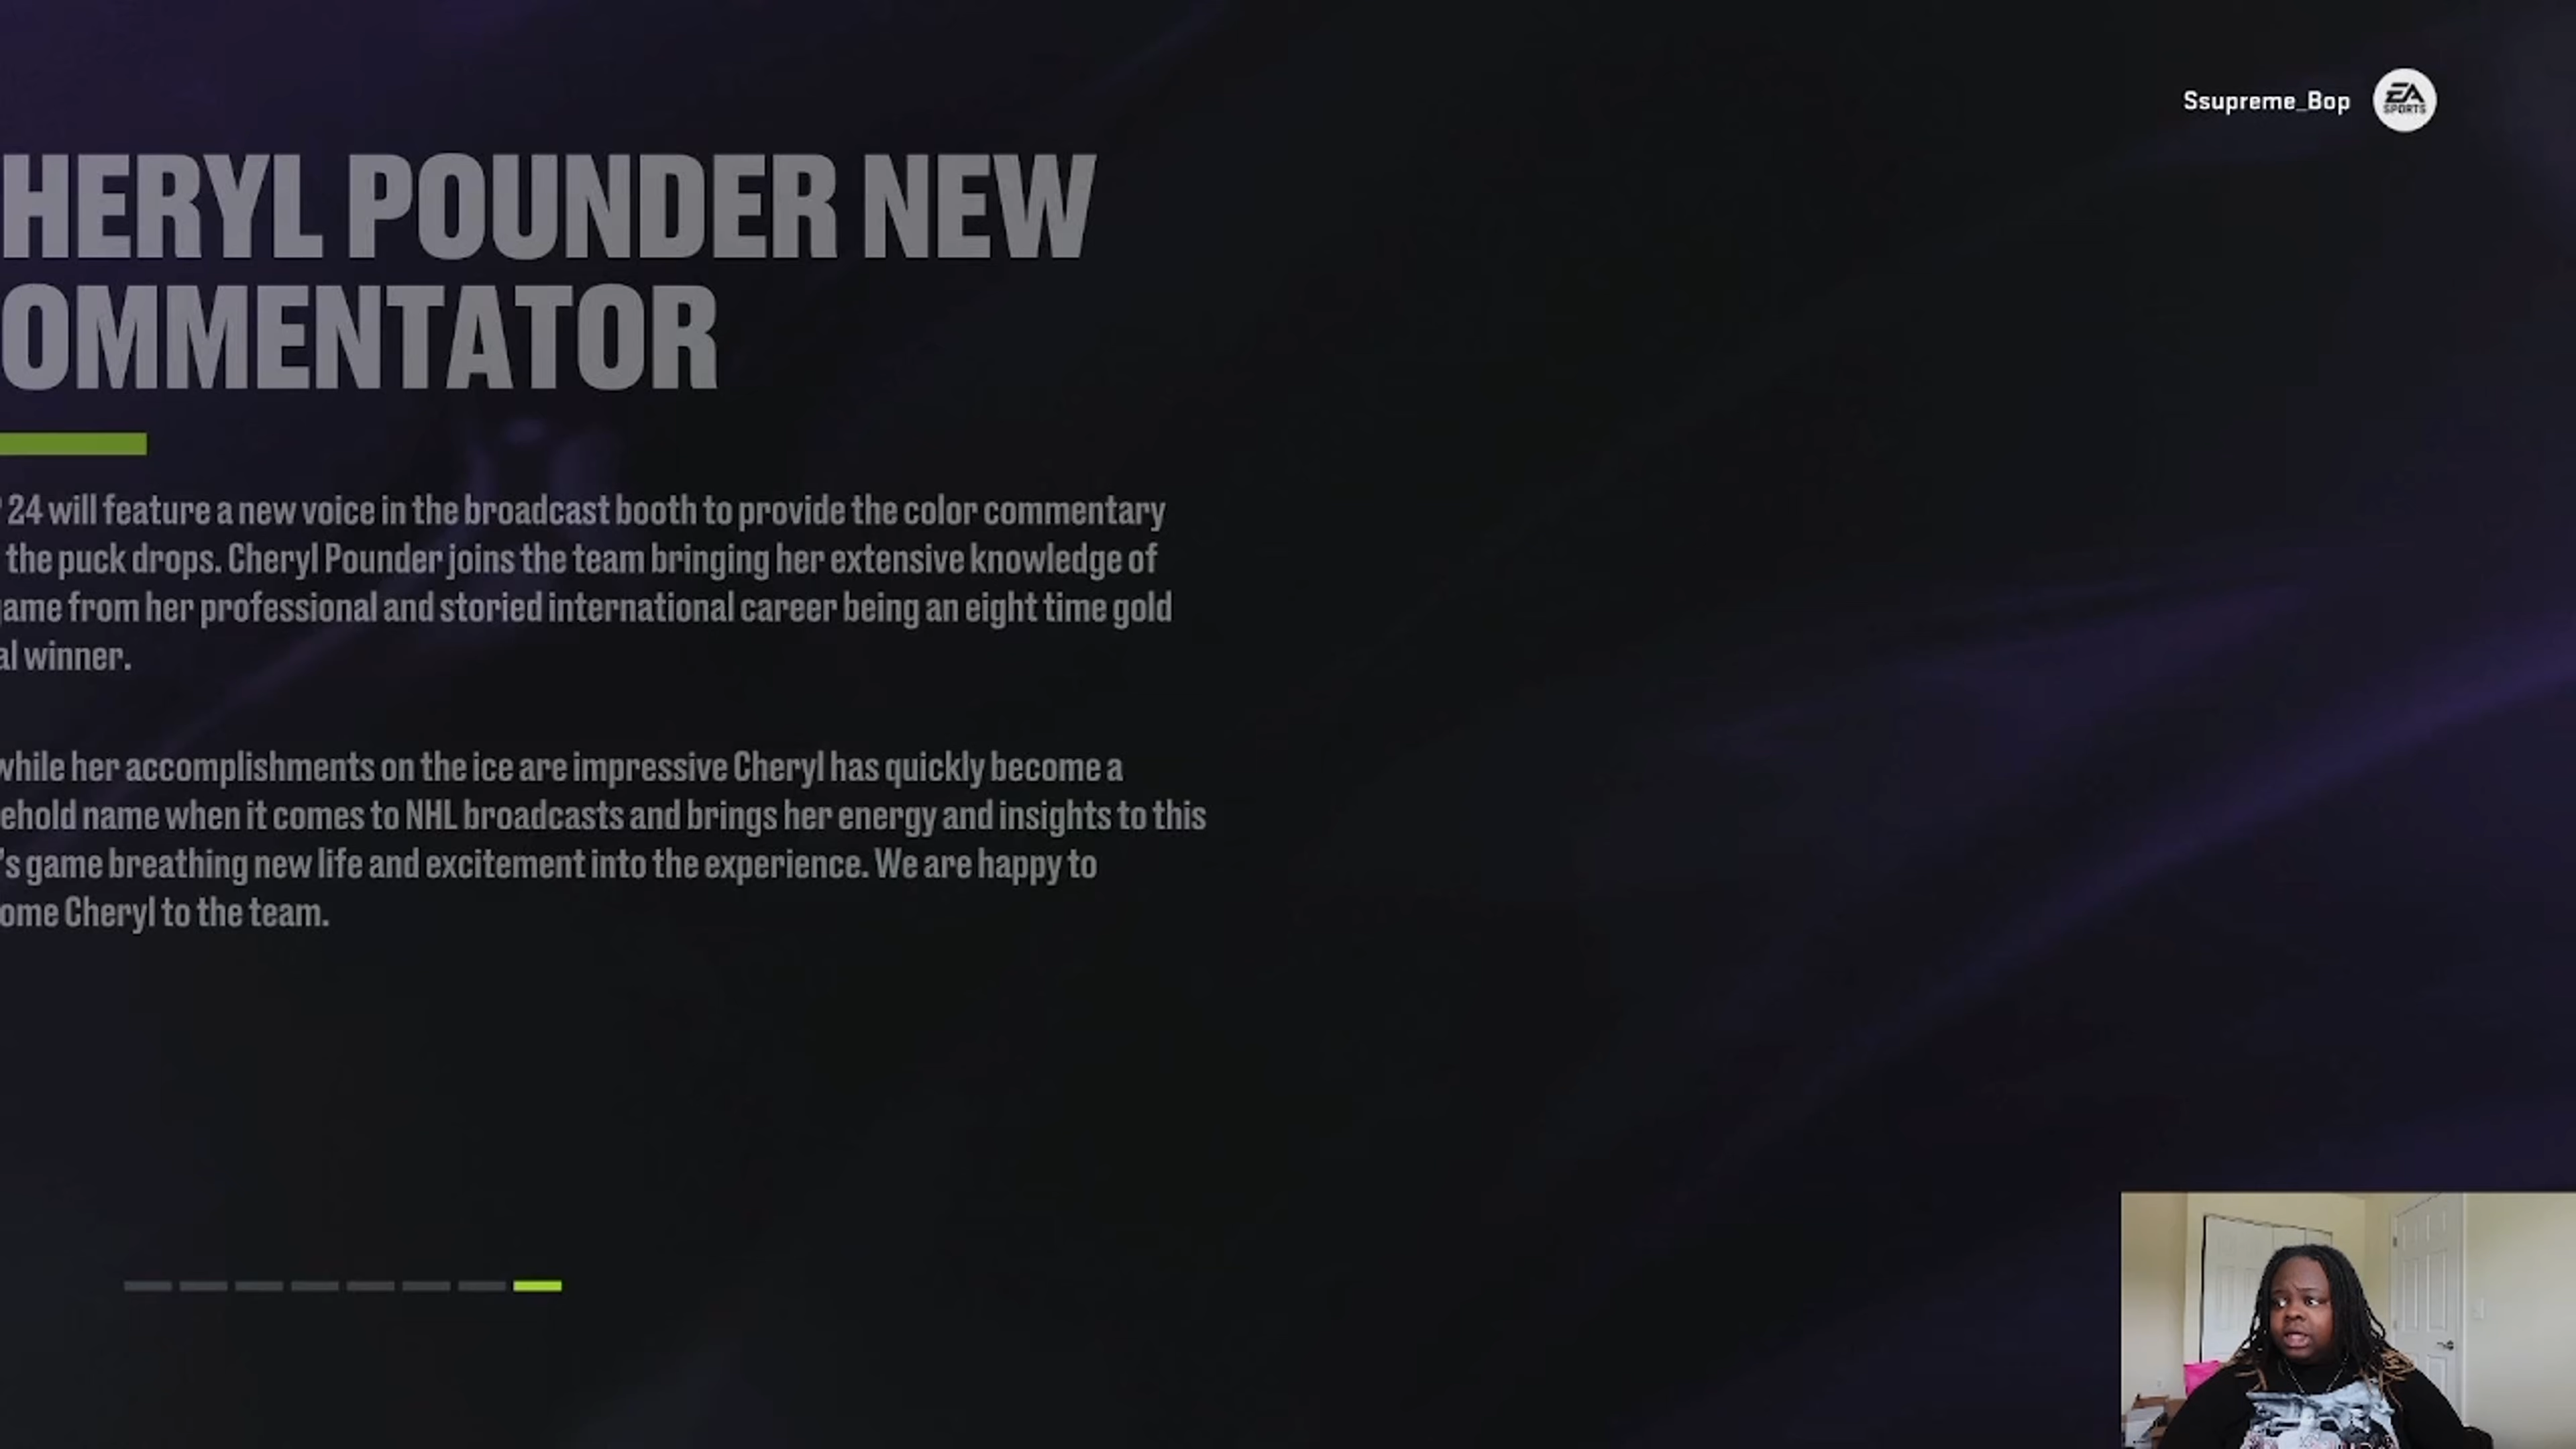 Ssupreme_Bop
EA
SPORTS
HERYL POUNDER NEW
OMMENTATOR
24 will feature a new voice in the broadcast booth to provide the color commentary
the puck drops. Cheryl Pounder joins the team bringing her extensive knowledge of
game from her professional and storied international career being an eight time gold
al winner.
while her accomplishments on the ice are impressive Cheryl has quickly become a
ehold name when it comes to NHL broadcasts and brings her energy and insights to this
's game breathing new life and excitement into the experience. We are happy to
ome Cheryl to the team.